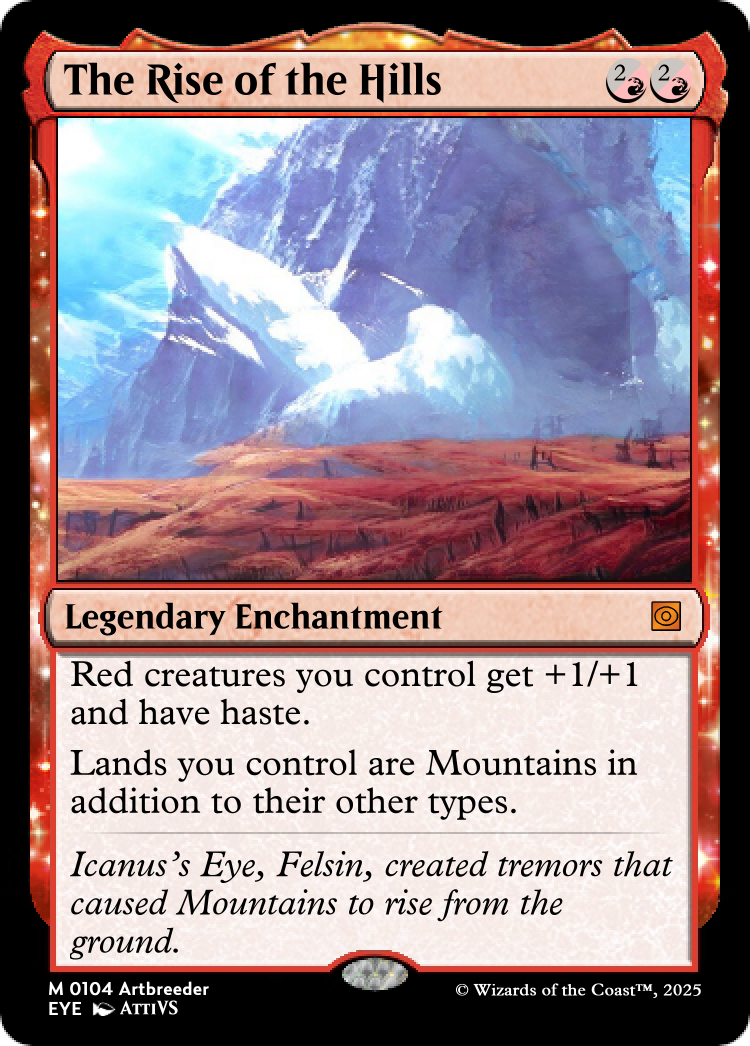 The Rise of the Hills 2 2
Legendary Enchantment
Red creatures you control get +1/+1
and have haste.
Lands you control are Mountains in
addition to their other types.
Icanus's Eye, Felsin, created tremors that
caused Mountains to rise from the
ground.
M 0104 Artbreeder
EYE AttiVS
© Wizards of the Coast™, 2025